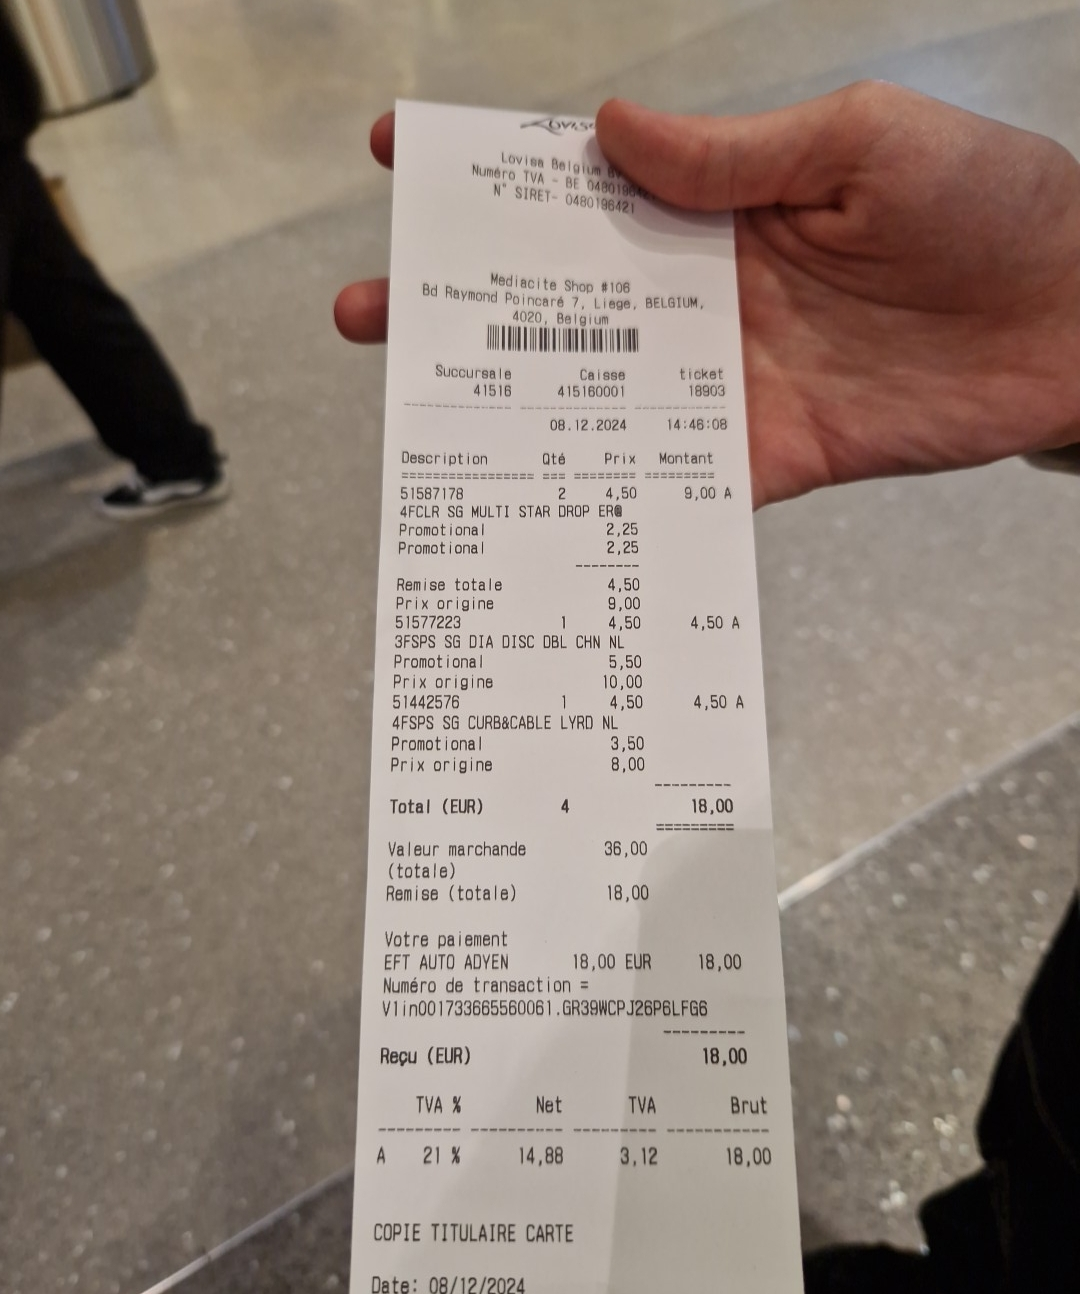 Lovisa
Lovisa Belgium
Numéro TVA - BE 04801964
N° SIRET- 0480196421
Mediacite Shop #106
Bd Raymond Poincaré 7, Liege, BELGIUM,
4020, Belgium
Succursale Caisse ticket
41516 415160001 18903
08.12.2024 14:46:08
Description Qté Prix Montant
51587178 2 4,50 9,00 A
4FCLR SG MULTI STAR DROP ER@
Promotional 2,25
Promotional 2,25
Remise totale 4,50
Prix origine 9,00
51577223 1 4,50 4,50 A
3FSPS SG DIA DISC DBL CHN NL
Promotional 5,50
Prix origine 10,00
51442576 1 4,50 4,50 A
4FSPS SG CURB&CABLE LYRD NL
Promotional 3,50
Prix origine 8,00
Total (EUR) 4 18,00
Valeur marchande 36,00
(totale)
Remise (totale) 18,00
Votre paiement
EFT AUTO ADYEN 18,00 EUR 18,00
Numéro de transaction =
V1in001733665560061.GR39WCPJ26P6LFG6
Reçu (EUR) 18,00
TVA % Net TVA Brut
A 21 % 14,88 3,12 18,00
COPIE TITULAIRE CARTE
Date: 08/12/2024